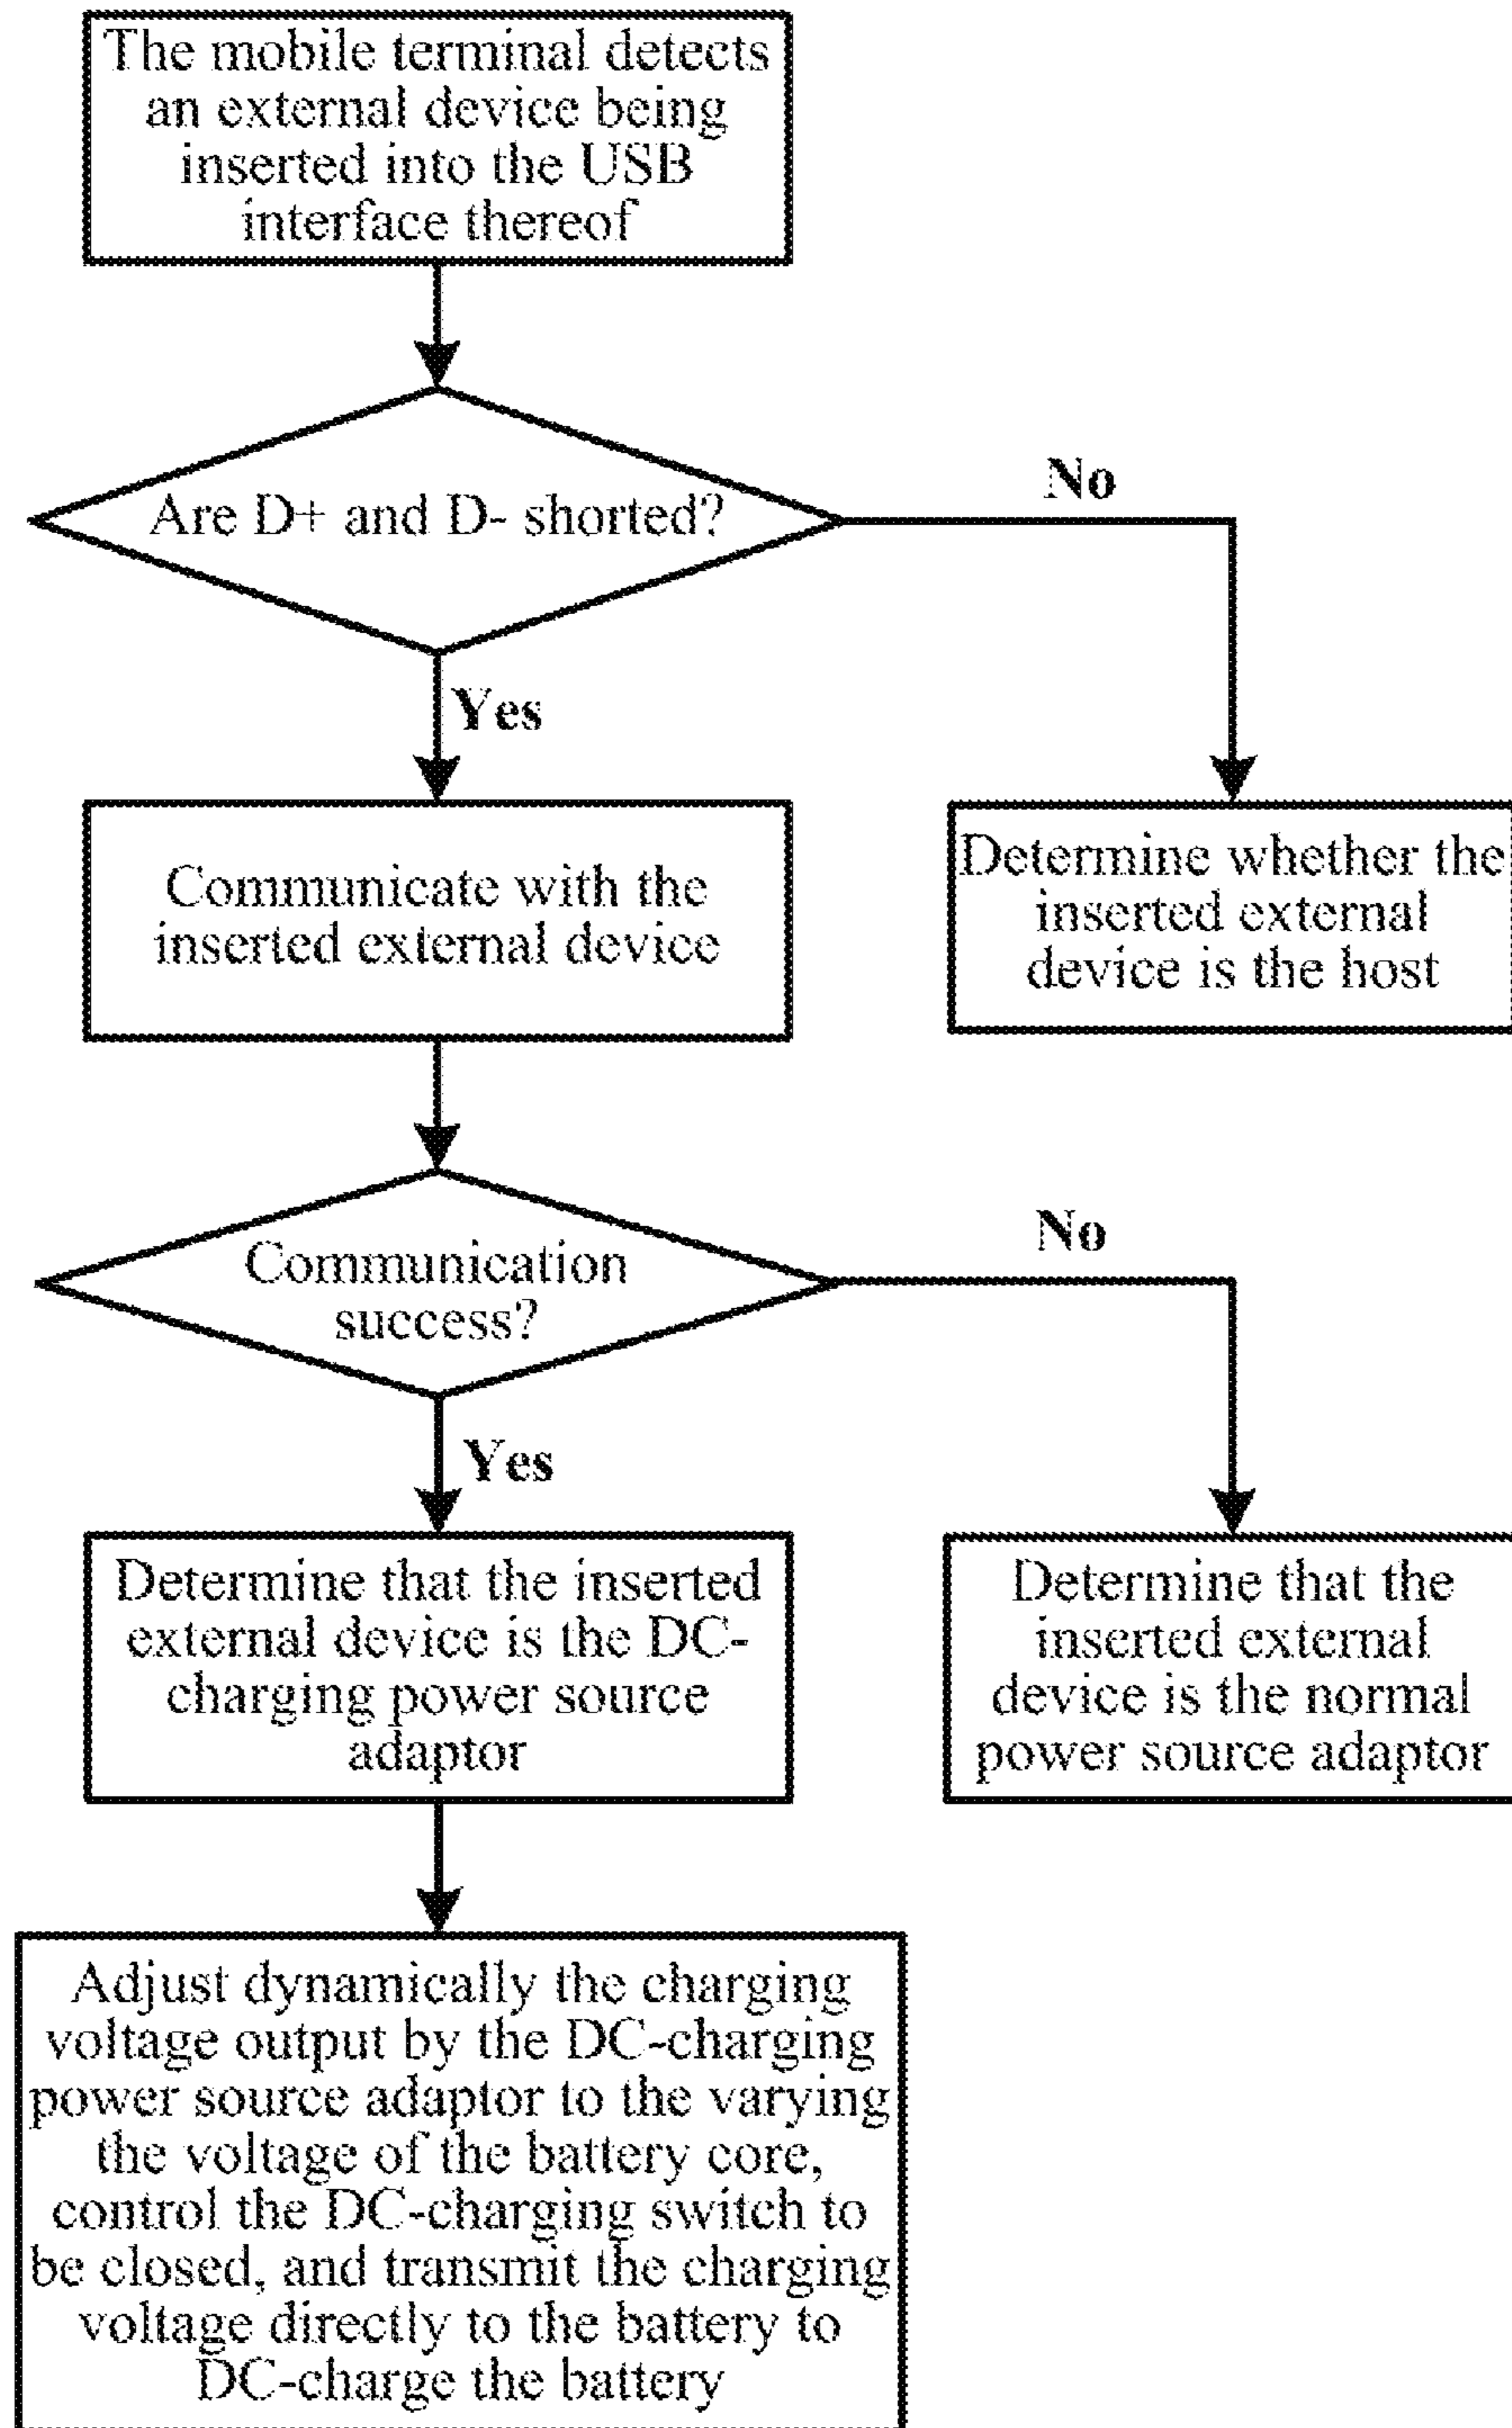 The mobile terminal detects
an external device being
inserted into the USB
interface thereof
Are D+ and D- shorted?
No
Yes
Communicate with the
inserted external device
Determine whether the
inserted external
device is the host
Communication
success?
No
Yes
Determine that the inserted
external device is the DC-
charging power source
adaptor
Determine that the
inserted external
device is the normal
power source adaptor
Adjust dynamically the charging
voltage output by the DC-charging
power source adaptor to the varying
the voltage of the battery core,
control the DC-charging switch to
be closed, and transmit the charging
voltage directly to the battery to
DC-charge the battery